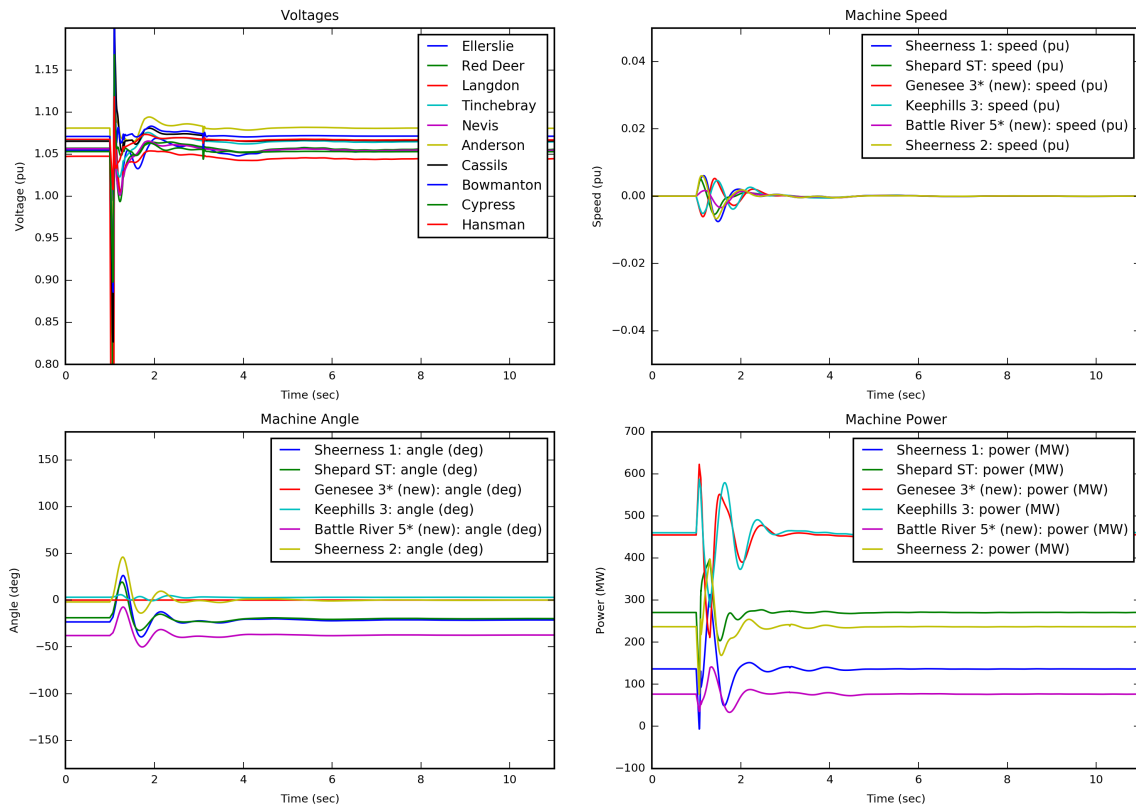 Voltages
Voltage (pu)
1.15
1.10
1.05
1.00
0.95
0.90
0.85
0.80
0
2
4
6
8
10
Time (sec)
Ellerslie
Red Deer
Langdon
Tinchebray
Nevis
Anderson
Cassils
Bowmanton
Cypress
Hansman
Machine Speed
Speed (pu)
0.04
0.02
0.00
−0.02
−0.04
0
2
4
6
8
10
Time (sec)
Sheerness 1: speed (pu)
Shepard ST: speed (pu)
Genesee 3* (new): speed (pu)
Keephills 3: speed (pu)
Battle River 5* (new): speed (pu)
Sheerness 2: speed (pu)
Machine Angle
Angle (deg)
150
100
50
0
−50
−100
−150
0
2
4
6
8
10
Time (sec)
Sheerness 1: angle (deg)
Shepard ST: angle (deg)
Genesee 3* (new): angle (deg)
Keephills 3: angle (deg)
Battle River 5* (new): angle (deg)
Sheerness 2: angle (deg)
Machine Power
Power (MW)
700
600
500
400
300
200
100
0
−100
0
2
4
6
8
10
Time (sec)
Sheerness 1: power (MW)
Shepard ST: power (MW)
Genesee 3* (new): power (MW)
Keephills 3: power (MW)
Battle River 5* (new): power (MW)
Sheerness 2: power (MW)